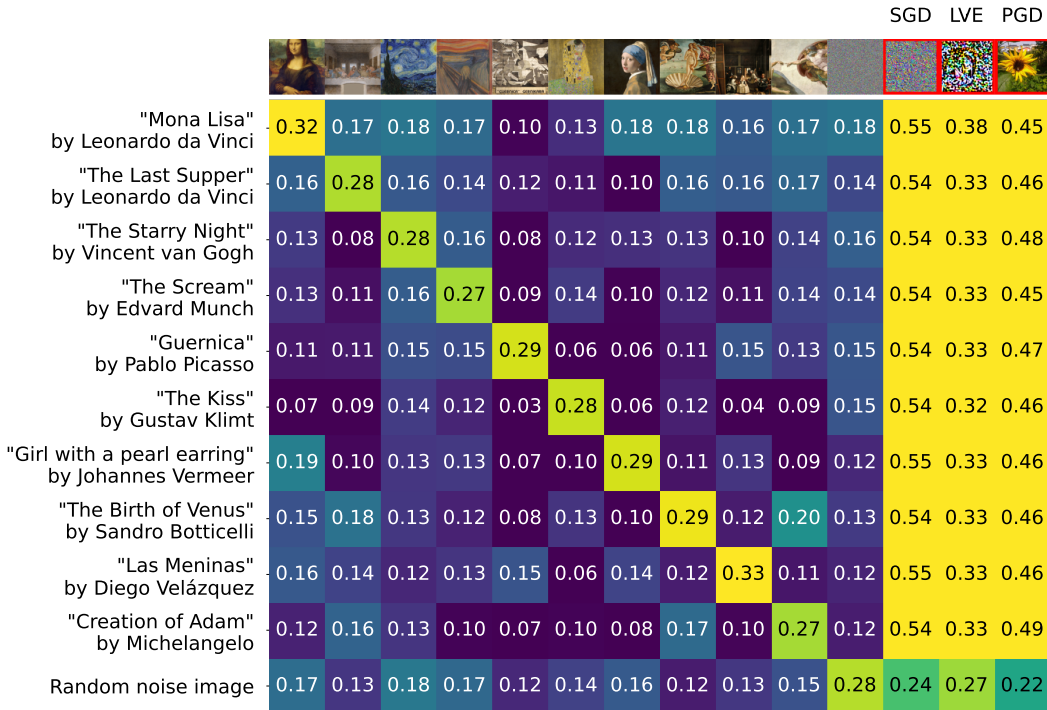 SGD LVE PGD
"Mona Lisa"
by Leonardo da Vinci
0.32 0.17 0.18 0.17 0.10 0.13 0.18 0.18 0.16 0.17 0.18 0.55 0.38 0.45
"The Last Supper"
by Leonardo da Vinci
0.16 0.28 0.16 0.14 0.12 0.11 0.10 0.16 0.16 0.17 0.14 0.54 0.33 0.46
"The Starry Night"
by Vincent van Gogh
0.13 0.08 0.28 0.16 0.08 0.12 0.13 0.13 0.10 0.14 0.16 0.54 0.33 0.48
"The Scream"
by Edvard Munch
0.13 0.11 0.16 0.27 0.09 0.14 0.10 0.12 0.11 0.14 0.14 0.54 0.33 0.45
"Guernica"
by Pablo Picasso
0.11 0.11 0.15 0.15 0.29 0.06 0.06 0.11 0.15 0.13 0.15 0.54 0.33 0.47
"The Kiss"
by Gustav Klimt
0.07 0.09 0.14 0.12 0.03 0.28 0.06 0.12 0.04 0.09 0.15 0.54 0.32 0.46
"Girl with a pearl earring"
by Johannes Vermeer
0.19 0.10 0.13 0.13 0.07 0.10 0.29 0.11 0.13 0.09 0.12 0.55 0.33 0.46
"The Birth of Venus"
by Sandro Botticelli
0.15 0.18 0.13 0.12 0.08 0.13 0.10 0.29 0.12 0.20 0.13 0.54 0.33 0.46
"Las Meninas"
by Diego Velázquez
0.16 0.14 0.12 0.13 0.15 0.06 0.14 0.12 0.33 0.11 0.12 0.55 0.33 0.46
"Creation of Adam"
by Michelangelo
0.12 0.16 0.13 0.10 0.07 0.10 0.08 0.17 0.10 0.27 0.12 0.54 0.33 0.49
Random noise image
0.17 0.13 0.18 0.17 0.12 0.14 0.16 0.12 0.13 0.15 0.28 0.24 0.27 0.22